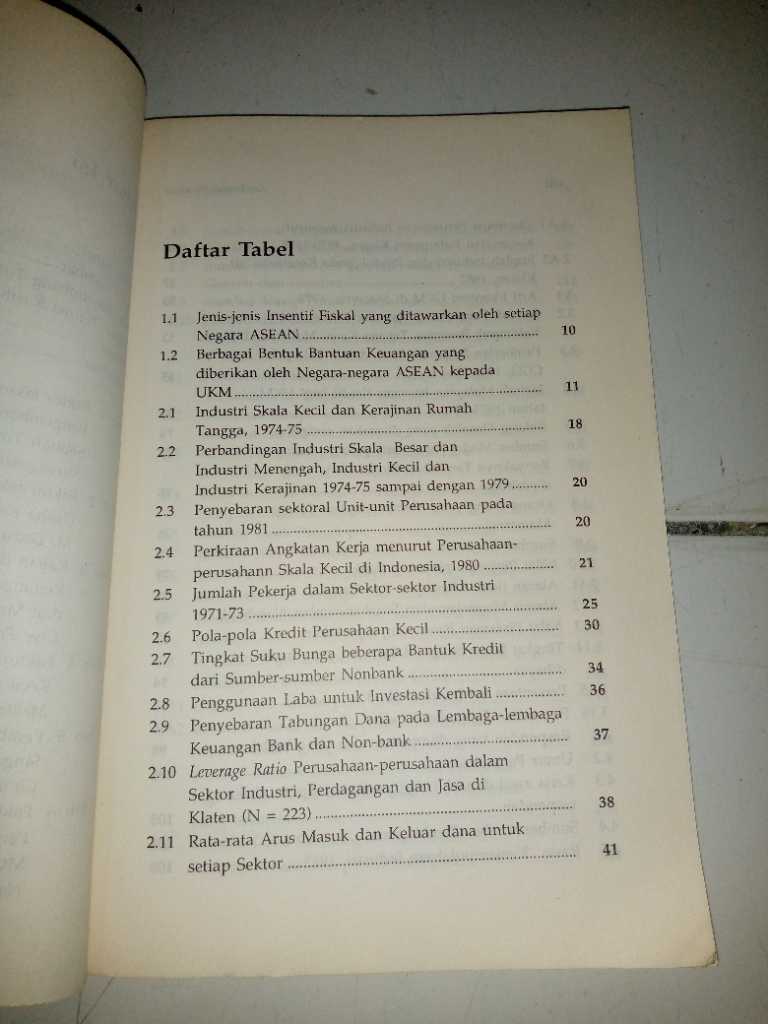 Daftar Tabel
1.1 Jenis-jenis Insentif Fiskal yang ditawarkan oleh setiap
Negara ASEAN ........ 10
1.2 Berbagai Bentuk Bantuan Keuangan yang
diberikan oleh Negara-negara ASEAN kepada
UKM ........ 11
2.1 Industri Skala Kecil dan Kerajinan Rumah
Tangga, 1974-75 ........ 18
2.2 Perbandingan Industri Skala Besar dan
Industri Menengah, Industri Kecil dan
Industri Kerajinan 1974-75 sampai dengan 1979 ........ 20
2.3 Penyebaran sektoral Unit-unit Perusahaan pada
tahun 1981 ........ 20
2.4 Perkiraan Angkatan Kerja menurut Perusahaan-
perusahann Skala Kecil di Indonesia, 1980 ........ 21
2.5 Jumlah Pekerja dalam Sektor-sektor Industri
1971-73 ........ 25
2.6 Pola-pola Kredit Perusahaan Kecil ........ 30
2.7 Tingkat Suku Bunga beberapa Bantuk Kredit
dari Sumber-sumber Nonbank ........ 34
2.8 Penggunaan Laba untuk Investasi Kembali ........ 36
2.9 Penyebaran Tabungan Dana pada Lembaga-lembaga
Keuangan Bank dan Non-bank ........ 37
2.10 Leverage Ratio Perusahaan-perusahaan dalam
Sektor Industri, Perdagangan dan Jasa di
Klaten (N = 223) ........ 38
2.11 Rata-rata Arus Masuk dan Keluar dana untuk
setiap Sektor ........ 41